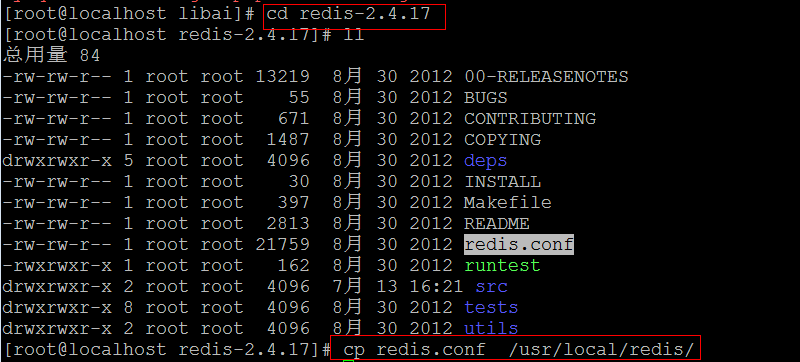 [root@localhost libai]# cd redis-2.4.17
[root@localhost redis-2.4.17]# ll
总用量 84
-rw-rw-r-- 1 root root 13219 8月 30 2012 00-RELEASENOTES
-rw-rw-r-- 1 root root 55 8月 30 2012 BUGS
-rw-rw-r-- 1 root root 671 8月 30 2012 CONTRIBUTING
-rw-rw-r-- 1 root root 1487 8月 30 2012 COPYING
drwxrwxr-x 5 root root 4096 8月 30 2012 deps
-rw-rw-r-- 1 root root 30 8月 30 2012 INSTALL
-rw-rw-r-- 1 root root 397 8月 30 2012 Makefile
-rw-rw-r-- 1 root root 2813 8月 30 2012 README
-rw-rw-r-- 1 root root 21759 8月 30 2012 redis.conf
-rwxrwxr-x 1 root root 162 8月 30 2012 runtest
drwxrwxr-x 2 root root 4096 7月 13 16:21 src
drwxrwxr-x 8 root root 4096 8月 30 2012 tests
drwxrwxr-x 2 root root 4096 8月 30 2012 utils
[root@localhost redis-2.4.17]# cp redis.conf /usr/local/redis/